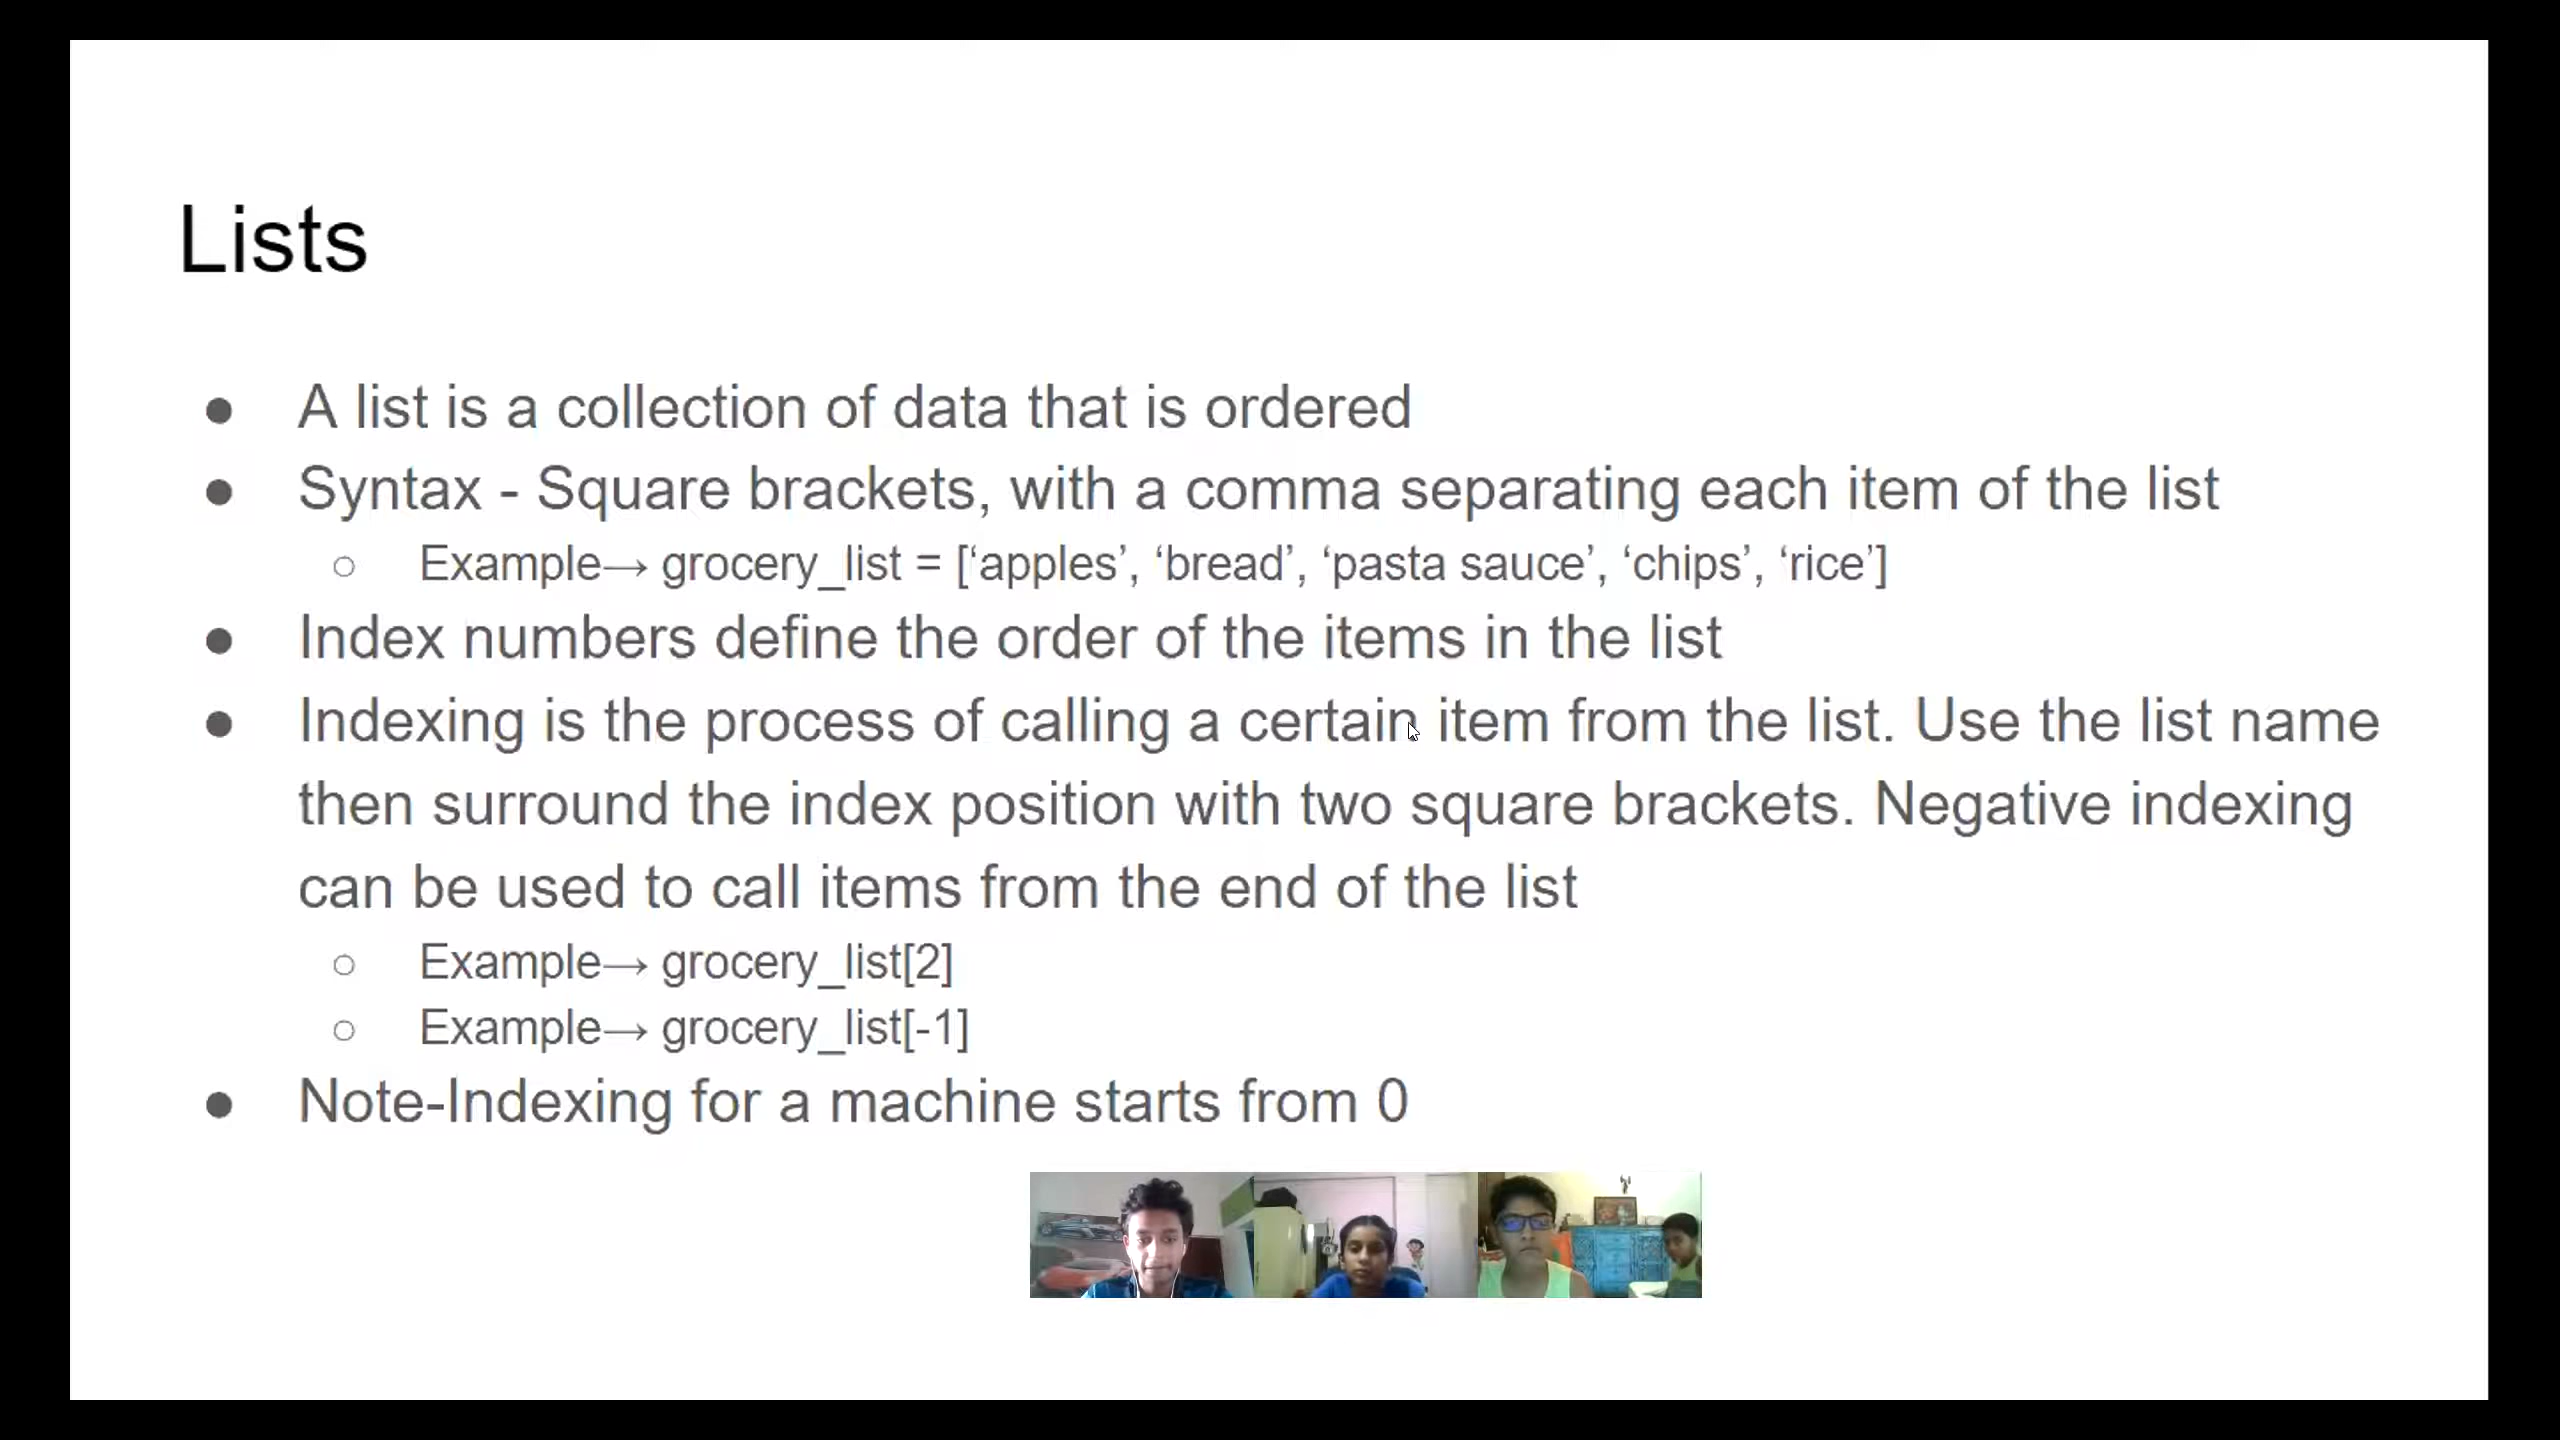 Lists
● A list is a collection of data that is ordered
● Syntax - Square brackets, with a comma separating each item of the list
○ Example→ grocery_list = [‘apples’, ‘bread’, ‘pasta sauce’, ‘chips’, ‘rice’]
● Index numbers define the order of the items in the list
● Indexing is the process of calling a certain item from the list. Use the list name
then surround the index position with two square brackets. Negative indexing
can be used to call items from the end of the list
○ Example→ grocery_list[2]
○ Example→ grocery_list[-1]
● Note-Indexing for a machine starts from 0